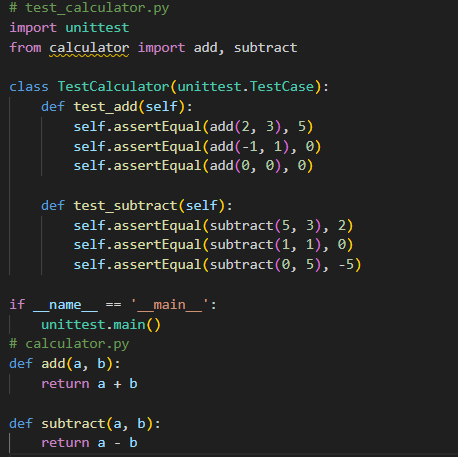 # test_calculator.py
import unittest
from calculator import add, subtract

class TestCalculator(unittest.TestCase):
    def test_add(self):
        self.assertEqual(add(2, 3), 5)
        self.assertEqual(add(-1, 1), 0)
        self.assertEqual(add(0, 0), 0)

    def test_subtract(self):
        self.assertEqual(subtract(5, 3), 2)
        self.assertEqual(subtract(1, 1), 0)
        self.assertEqual(subtract(0, 5), -5)

if __name__ == '__main__':
    unittest.main()
# calculator.py
def add(a, b):
    return a + b

def subtract(a, b):
    return a - b